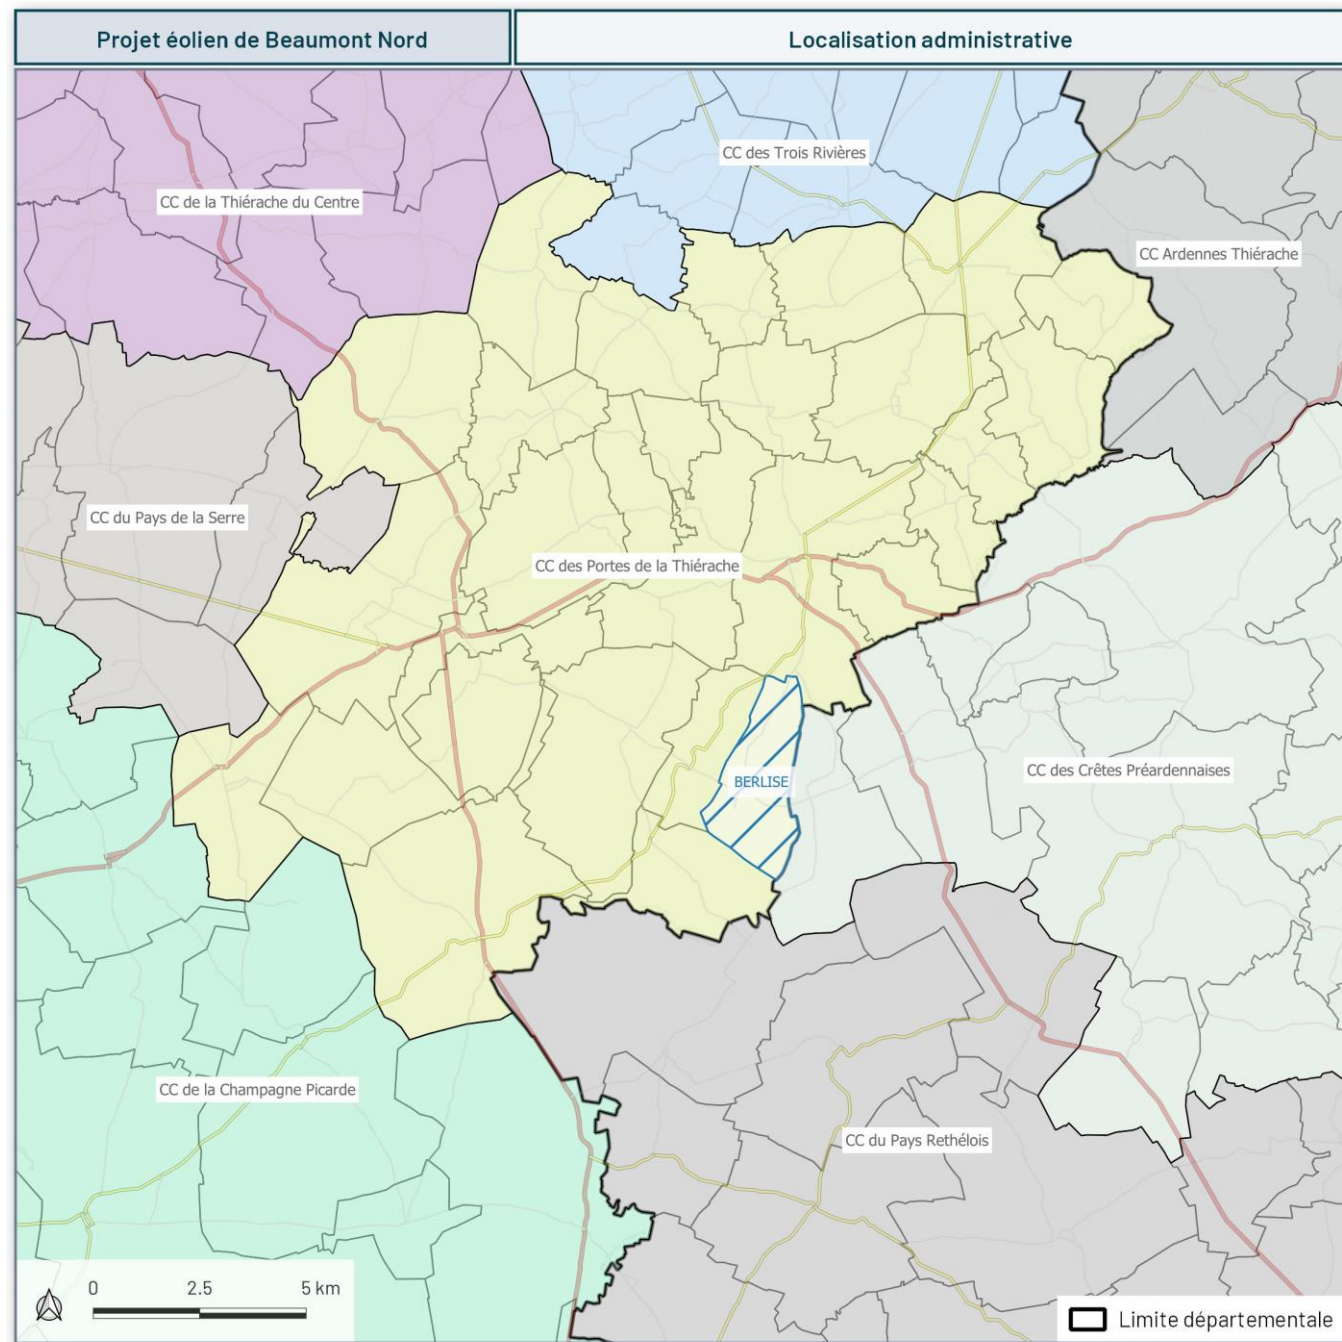 Projet éolien de Beaumont Nord
Localisation administrative
CC des Trois Rivières
CC de la Thiérache du Centre
CC Ardennes Thiérache
CC du Pays de la Serre
CC des Portes de la Thiérache
CC des Crêtes Préardennaises
BERLISE
CC de la Champagne Picarde
CC du Pays Rethélois
0 2.5 5 km
Limite départementale